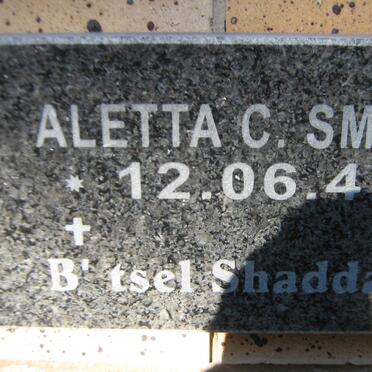 ALETTA C. SM
* 12.06.4
✝
B' tsel Shadda